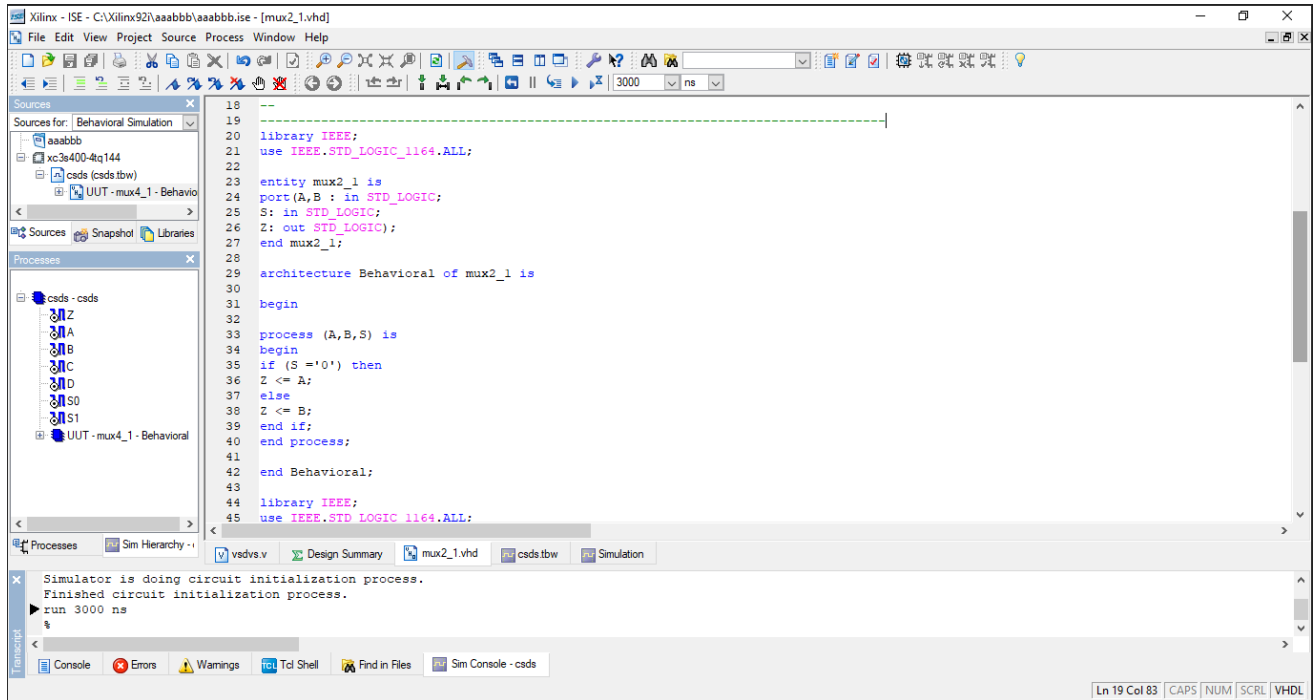 Xilinx - ISE - C:\Xilinx92i\aaabbb\aaabbb.ise - [mux2_1.vhd]
File Edit View Project Source Process Window Help
3000 ns
Sources
Sources for: Behavioral Simulation
aaabbb
xc3s400-4tq144
csds (csds.tbw)
UUT - mux4_1 - Behavio
Sources Snapshot Libraries
Processes
csds - csds
Z
A
B
C
D
S0
S1
UUT - mux4_1 - Behavioral
Processes Sim Hierarchy -
18 --
19 ----------------------------------------------------------------------------------
20 library IEEE;
21 use IEEE.STD_LOGIC_1164.ALL;
22
23 entity mux2_1 is
24 port(A,B : in STD_LOGIC;
25 S: in STD_LOGIC;
26 Z: out STD_LOGIC);
27 end mux2_1;
28
29 architecture Behavioral of mux2_1 is
30
31 begin
32
33 process (A,B,S) is
34 begin
35 if (S ='0') then
36 Z <= A;
37 else
38 Z <= B;
39 end if;
40 end process;
41
42 end Behavioral;
43
44 library IEEE;
45 use IEEE.STD_LOGIC_1164.ALL;
vsdvs.v Design Summary mux2_1.vhd csds.tbw Simulation
Simulator is doing circuit initialization process.
Finished circuit initialization process.
run 3000 ns
%
Transcript
Console Errors Warnings Tcl Shell Find in Files Sim Console - csds
Ln 19 Col 83 CAPS NUM SCRL VHDL